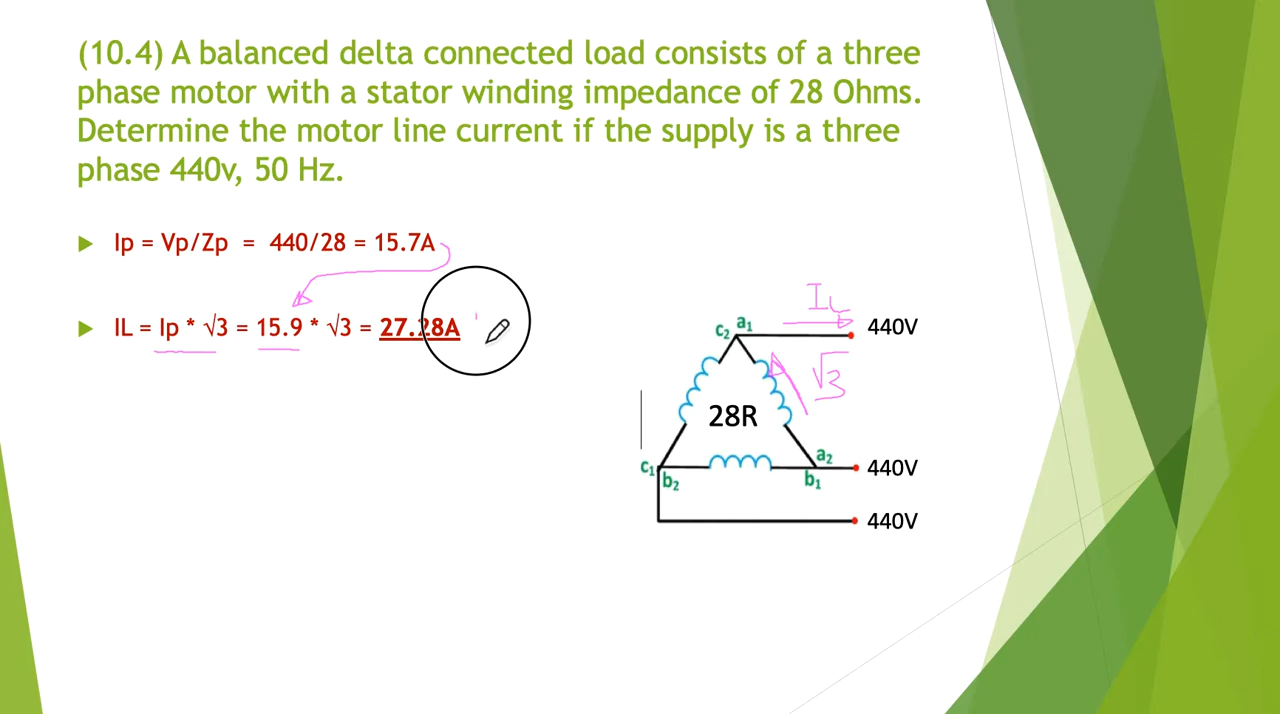 (10.4) A balanced delta connected load consists of a three
phase motor with a stator winding impedance of 28 Ohms.
Determine the motor line current if the supply is a three
phase 440v, 50 Hz.
Ip = Vp/Zp = 440/28 = 15.7A
IL = Ip * √3 = 15.9 * √3 = 27.28A
IL
c2 a1
440V
√3
28R
a2
c1
440V
b2
b1
440V